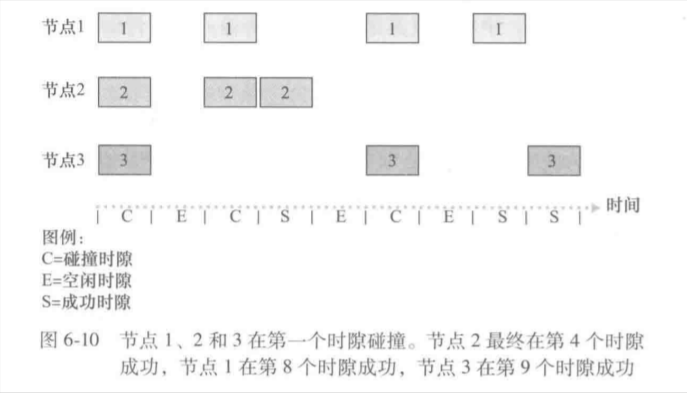 节点1 1 1 1 1
节点2 2 2 2
节点3 3 3 3
| C | E | C | S | E | C | E | S | S | 时间
图例：
C=碰撞时隙
E=空闲时隙
S=成功时隙
图 6-10 节点 1、2 和 3 在第一个时隙碰撞。节点 2 最终在第 4 个时隙
成功，节点 1 在第 8 个时隙成功，节点 3 在第 9 个时隙成功